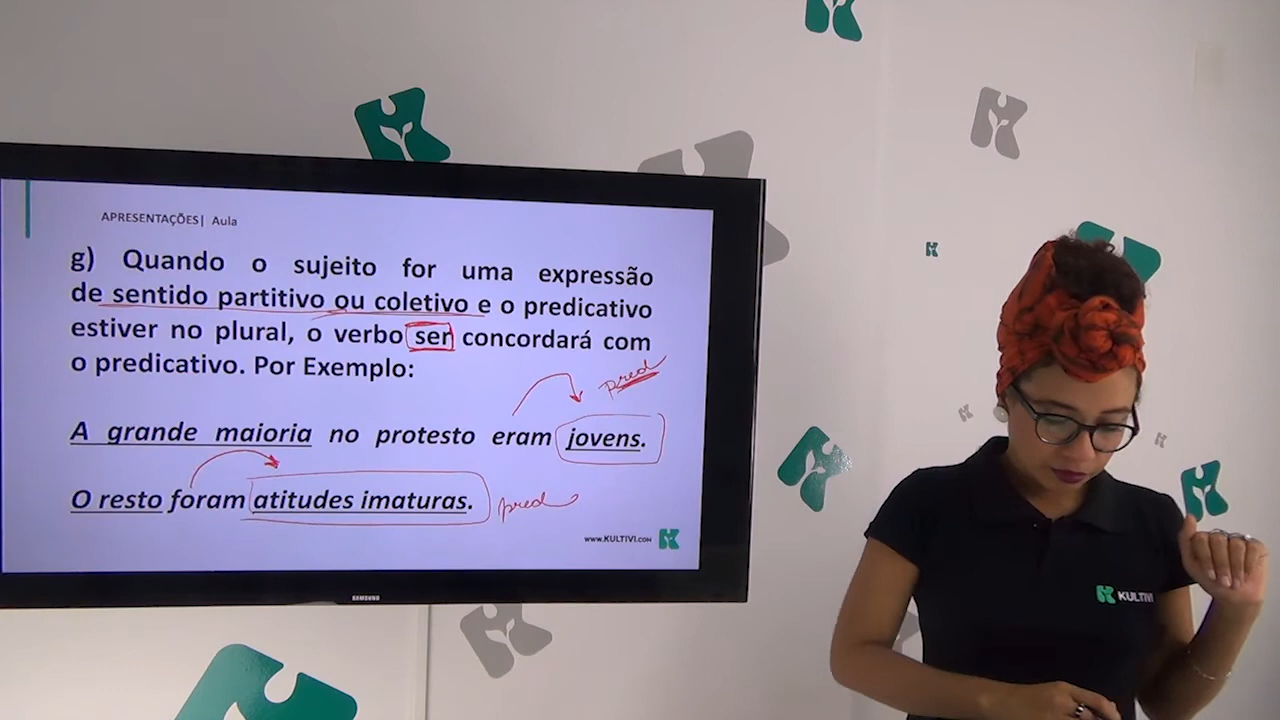 APRESENTAÇÕES| Aula
g) Quando o sujeito for uma expressão
de sentido partitivo ou coletivo e o predicativo
estiver no plural, o verbo ser concordará com
o predicativo. Por Exemplo:
pred
A grande maioria no protesto eram jovens.
O resto foram atitudes imaturas.
pred
www.KULTIVI.COM
SAMSUNG
KULTIVI